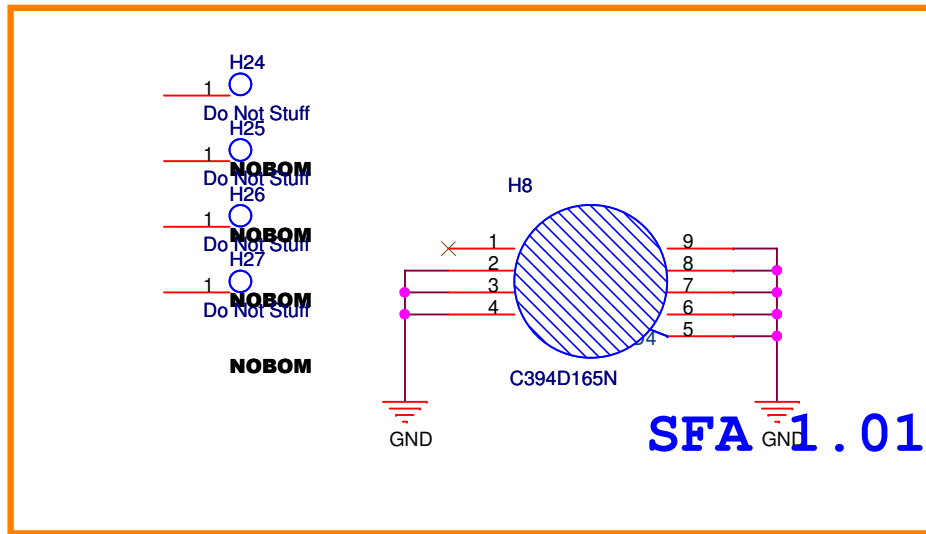 H24
1
Do Not Stuff
H25
1
NOBOM
Do Not Stuff
H26
1
NOBOM
Do Not Stuff
H27
1
NOBOM
Do Not Stuff
NOBOM
H8
1 9
2 8
3 7
4 6
5
C394D165N
GND
GND
SFA 1.01